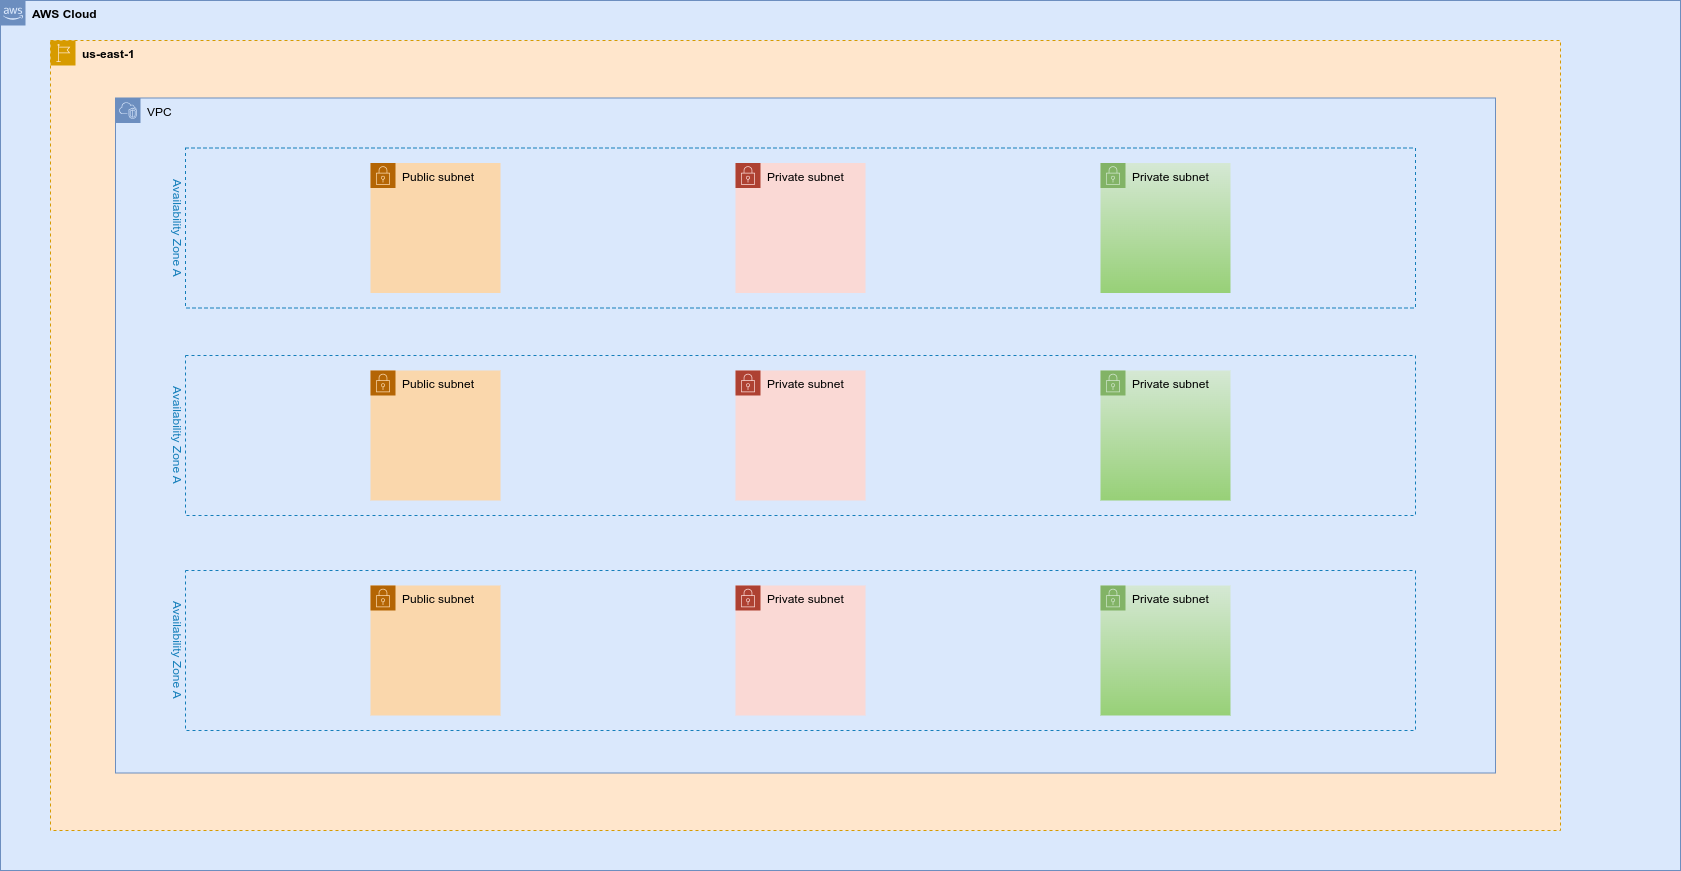 aws
AWS Cloud
us-east-1
VPC
Availability Zone A
Public subnet
Private subnet
Private subnet
Availability Zone A
Public subnet
Private subnet
Private subnet
Availability Zone A
Public subnet
Private subnet
Private subnet